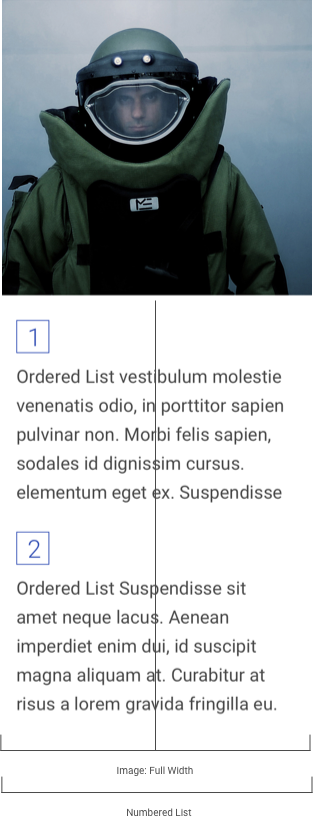 ME
1
Ordered List vestibulum molestie
venenatis odio, in porttitor sapien
pulvinar non. Morbi felis sapien,
sodales id dignissim cursus.
elementum eget ex. Suspendisse
2
Ordered List Suspendisse sit
amet neque lacus. Aenean
imperdiet enim dui, id suscipit
magna aliquam at. Curabitur at
risus a lorem gravida fringilla eu.
Image: Full Width
Numbered List